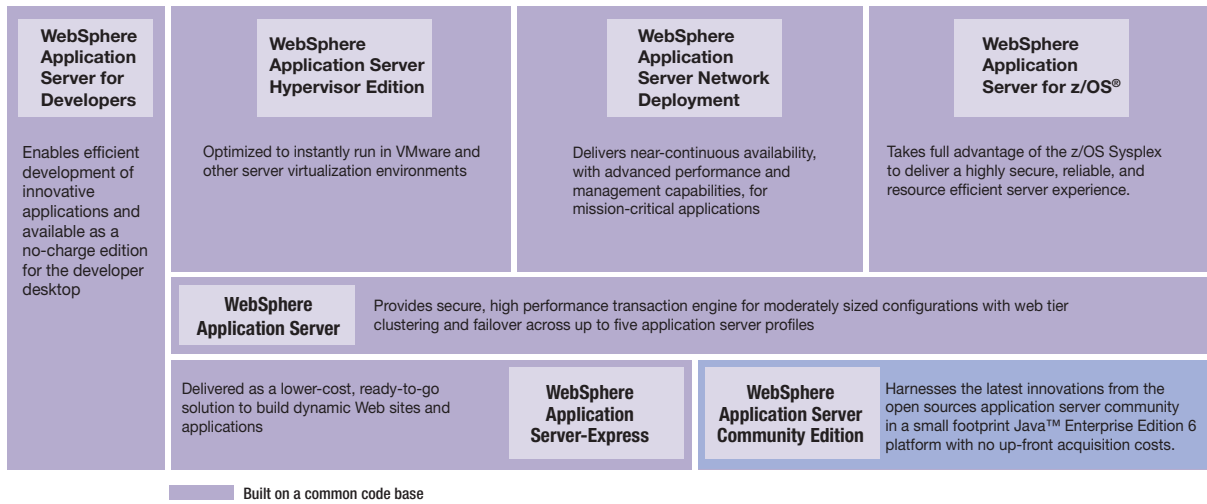 WebSphere
Application
Server for
Developers
Enables efficient
development of
innovative
applications and
available as a
no-charge edition
for the developer
desktop
WebSphere
Application Server
Hypervisor Edition
Optimized to instantly run in VMware and
other server virtualization environments
WebSphere
Application
Server Network
Deployment
Delivers near-continuous availability,
with advanced performance and
management capabilities, for
mission-critical applications
WebSphere
Application
Server for z/OS®
Takes full advantage of the z/OS Sysplex
to deliver a highly secure, reliable, and
resource efficient server experience.
WebSphere
Application Server
Provides secure, high performance transaction engine for moderately sized configurations with web tier
clustering and failover across up to five application server profiles
Delivered as a lower-cost, ready-to-go
solution to build dynamic Web sites and
applications
WebSphere
Application
Server-Express
WebSphere
Application Server
Community Edition
Harnesses the latest innovations from the
open sources application server community
in a small footprint Java™ Enterprise Edition 6
platform with no up-front acquisition costs.
Built on a common code base